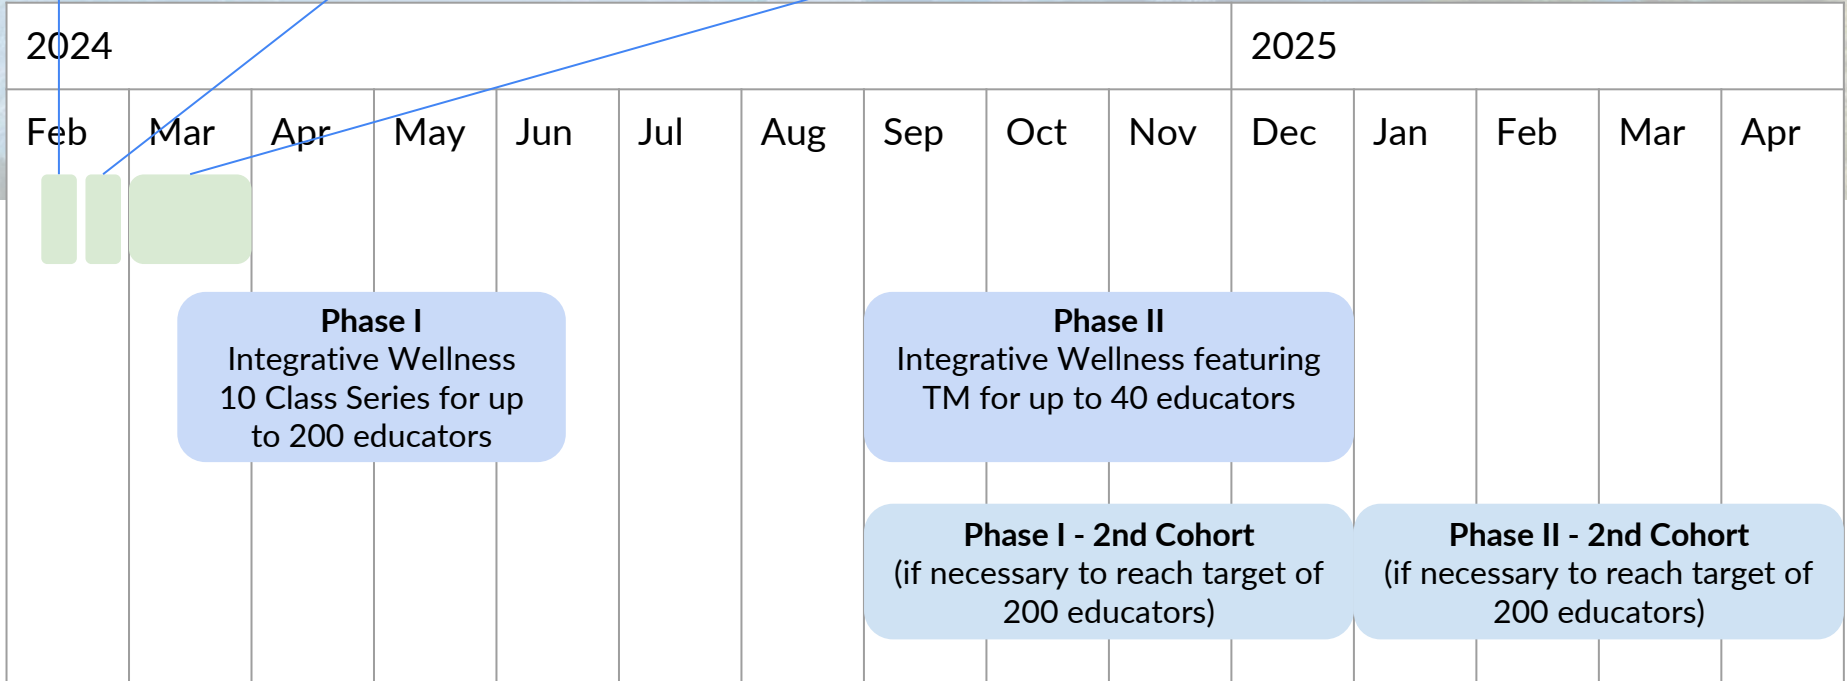 2024 2025
Feb Mar Apr May Jun Jul Aug Sep Oct Nov Dec Jan Feb Mar Apr
Phase I
Integrative Wellness
10 Class Series for up
to 200 educators
Phase II
Integrative Wellness featuring
TM for up to 40 educators
Phase I - 2nd Cohort
(if necessary to reach target of
200 educators)
Phase II - 2nd Cohort
(if necessary to reach target of
200 educators)